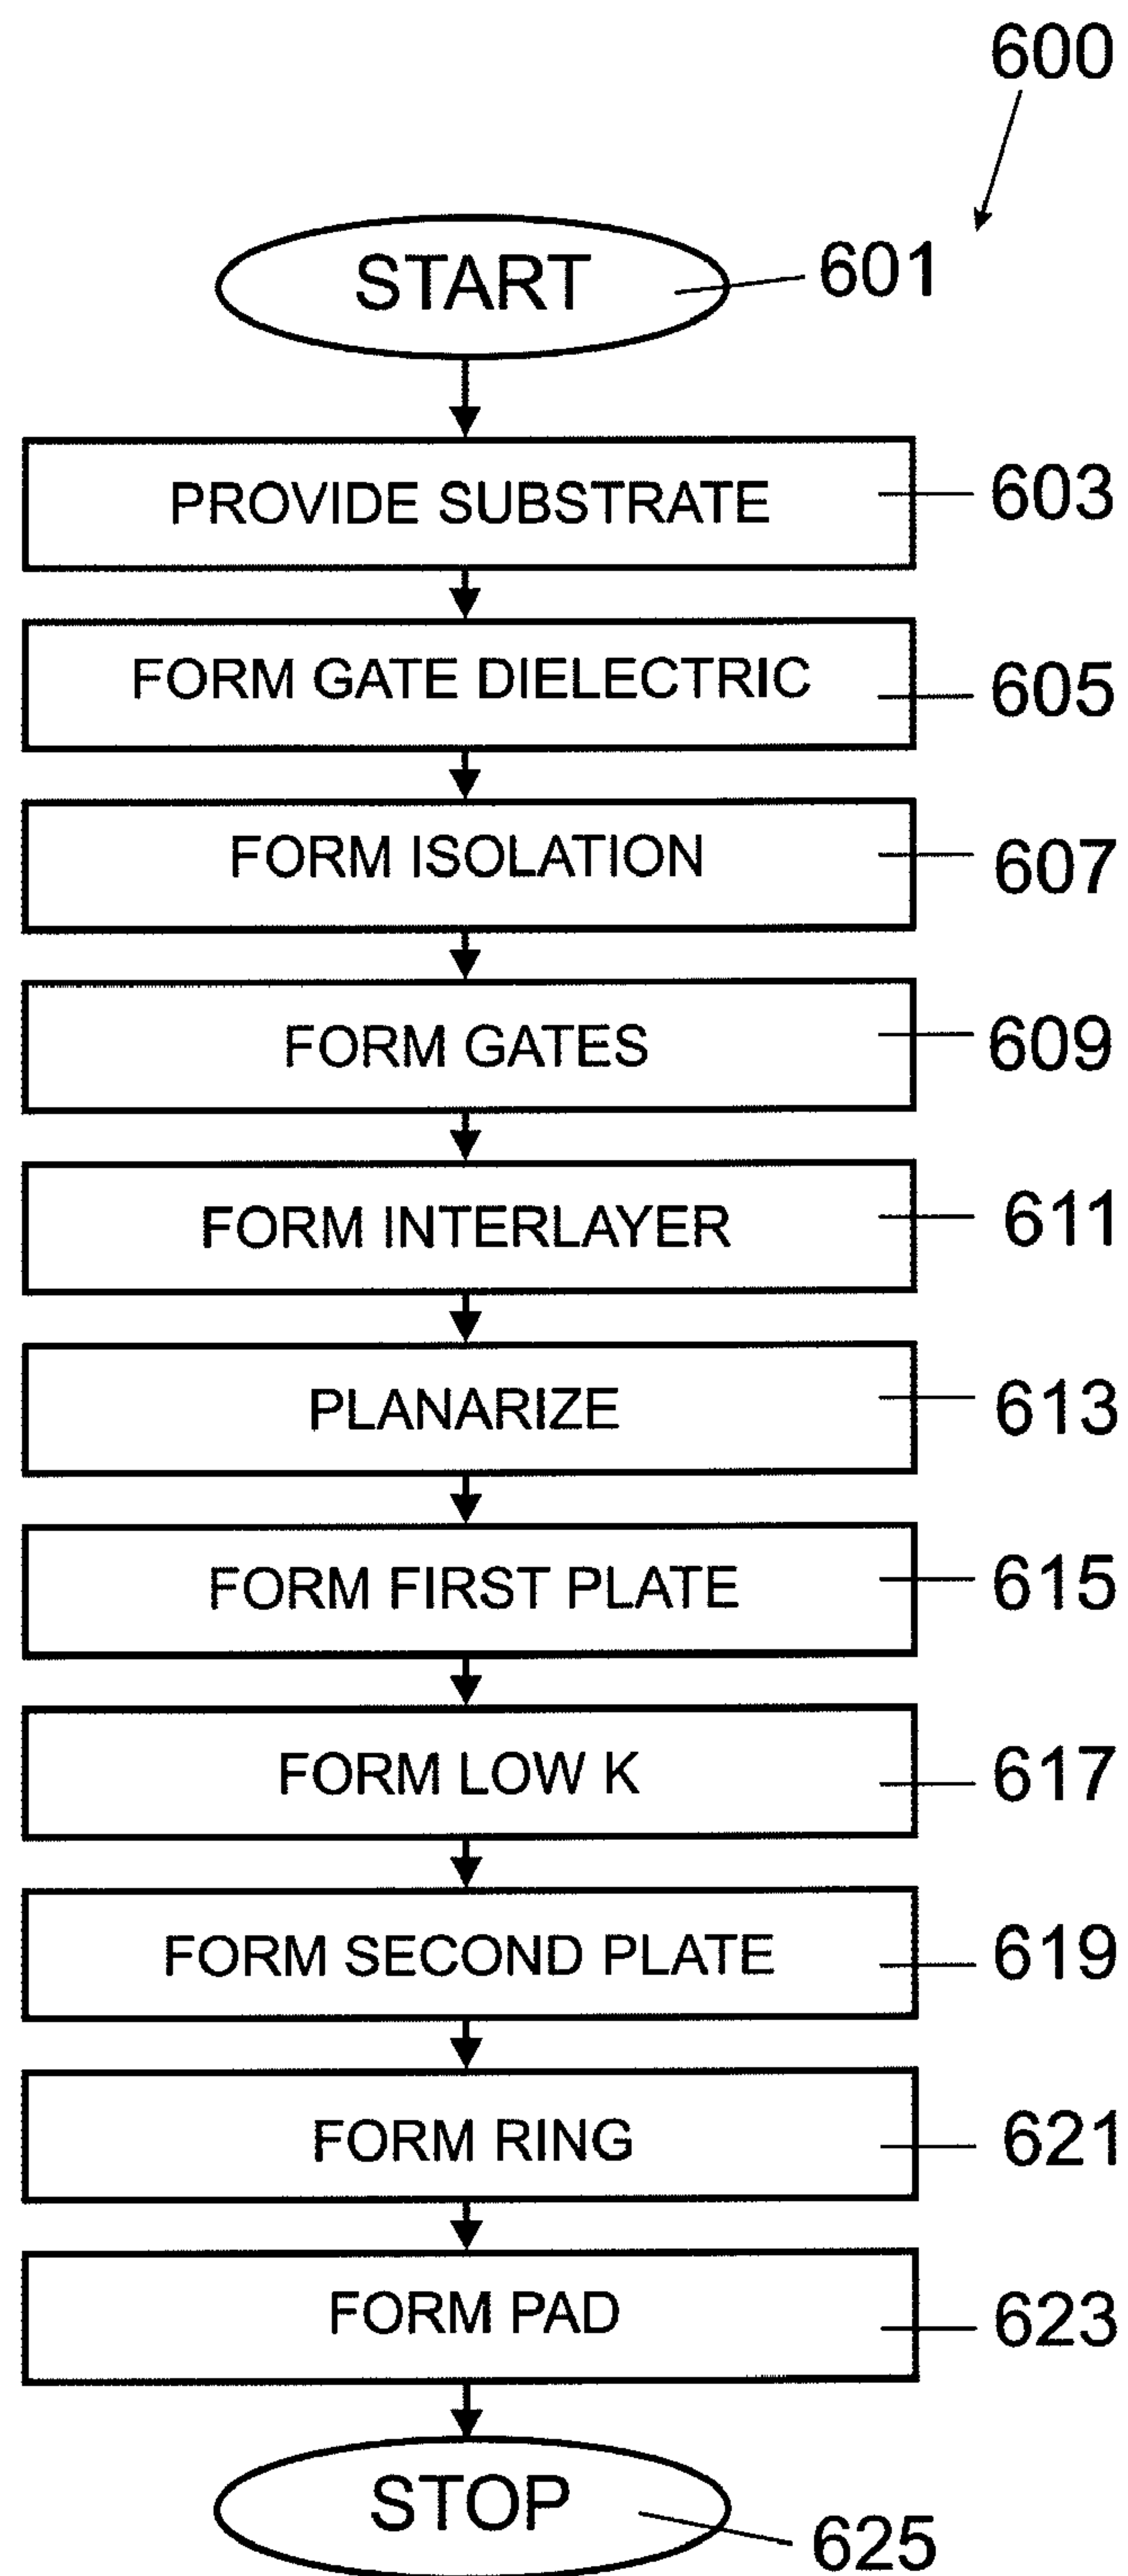 600
START
601
PROVIDE SUBSTRATE
603
FORM GATE DIELECTRIC
605
FORM ISOLATION
607
FORM GATES
609
FORM INTERLAYER
611
PLANARIZE
613
FORM FIRST PLATE
615
FORM LOW K
617
FORM SECOND PLATE
619
FORM RING
621
FORM PAD
623
STOP
625